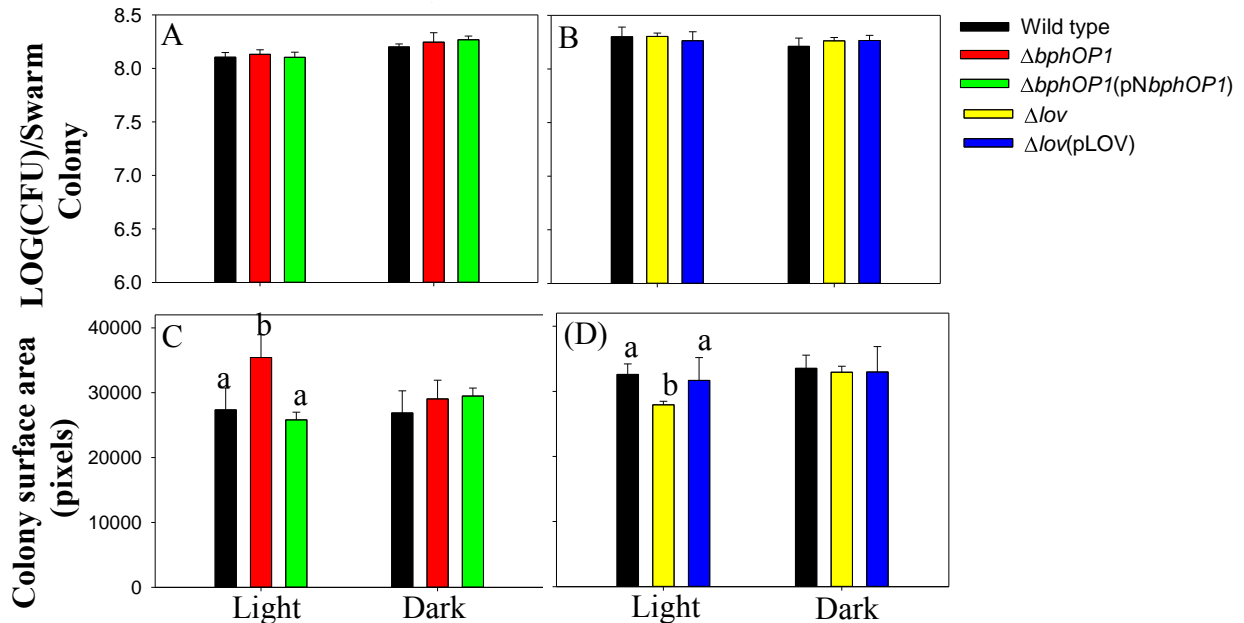 LOG(CFU)/Swarm
Colony
8.5
8.0
7.5
7.0
6.5
6.0
A
B
Wild type
ΔbphOP1
ΔbphOP1(pNbphOP1)
Δlov
Δlov(pLOV)
Colony surface area
(pixels)
40000
30000
20000
10000
0
C
a
b
a
(D)
a
b
a
Light
Dark
Light
Dark